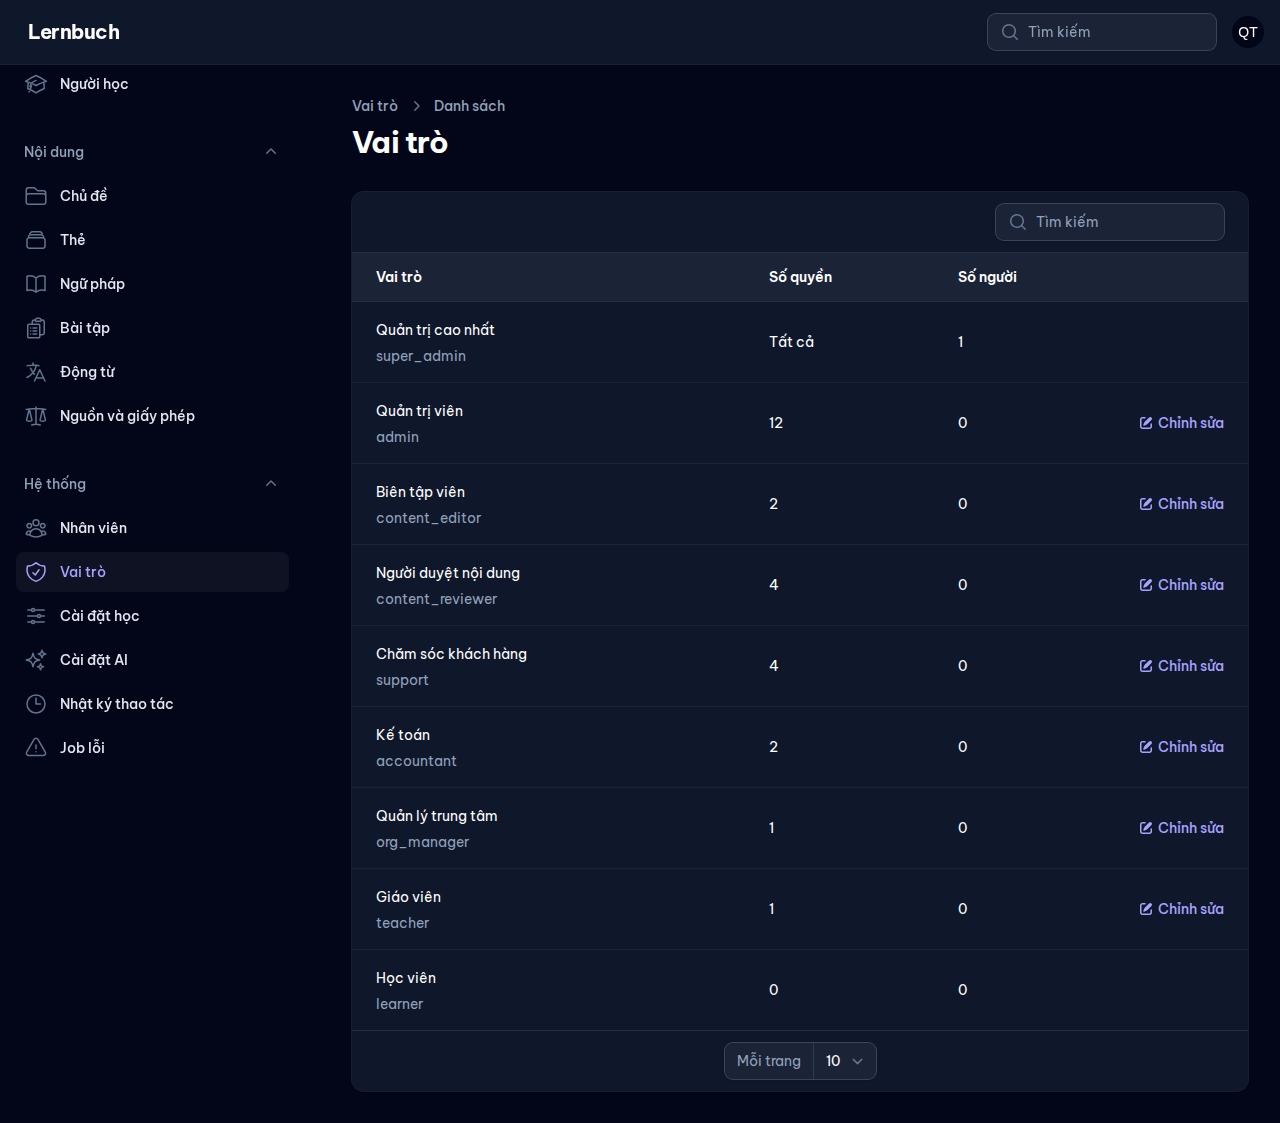 Lernbuch
Tìm kiếm
QT
Người học
Nội dung
Chủ đề
Thẻ
Ngữ pháp
Bài tập
Động từ
Nguồn và giấy phép
Hệ thống
Nhân viên
Vai trò
Cài đặt học
Cài đặt AI
Nhật ký thao tác
Job lỗi
Vai trò > Danh sách
Vai trò
Tìm kiếm
Vai trò Số quyền Số người
Quản trị cao nhất
super_admin
Tất cả 1
Quản trị viên
admin
12 0 Chỉnh sửa
Biên tập viên
content_editor
2 0 Chỉnh sửa
Người duyệt nội dung
content_reviewer
4 0 Chỉnh sửa
Chăm sóc khách hàng
support
4 0 Chỉnh sửa
Kế toán
accountant
2 0 Chỉnh sửa
Quản lý trung tâm
org_manager
1 0 Chỉnh sửa
Giáo viên
teacher
1 0 Chỉnh sửa
Học viên
learner
0 0
Mỗi trang 10